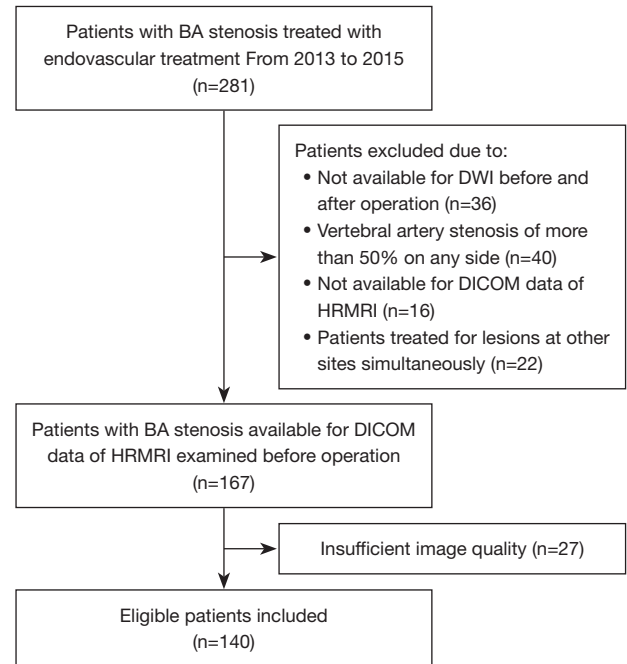 Patients with BA stenosis treated with
endovascular treatment From 2013 to 2015
(n=281)
Patients excluded due to:
• Not available for DWI before and
after operation (n=36)
• Vertebral artery stenosis of more
than 50% on any side (n=40)
• Not available for DICOM data of
HRMRI (n=16)
• Patients treated for lesions at other
sites simultaneously (n=22)
Patients with BA stenosis available for DICOM
data of HRMRI examined before operation
(n=167)
Insufficient image quality (n=27)
Eligible patients included
(n=140)